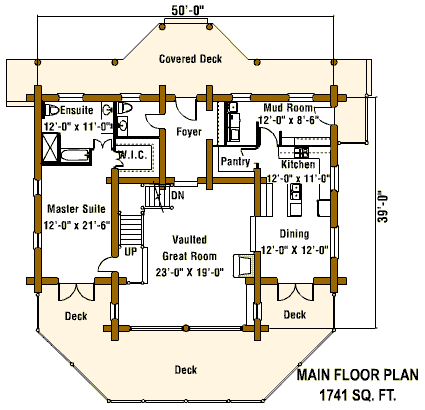 50'-0"
Covered Deck
Ensuite
12'-0" x 11'-0"
Mud Room
12'-0" x 8'-6"
Foyer
W.I.C.
Pantry
Kitchen
12'-0" x 11'-0"
39'-0"
DN
Master Suite
12'-0" x 21'-6"
Vaulted
Great Room
23'-0" X 19'-0"
Dining
12'-0" X 12'-0"
UP
Deck
Deck
Deck
MAIN FLOOR PLAN
1741 SQ. FT.